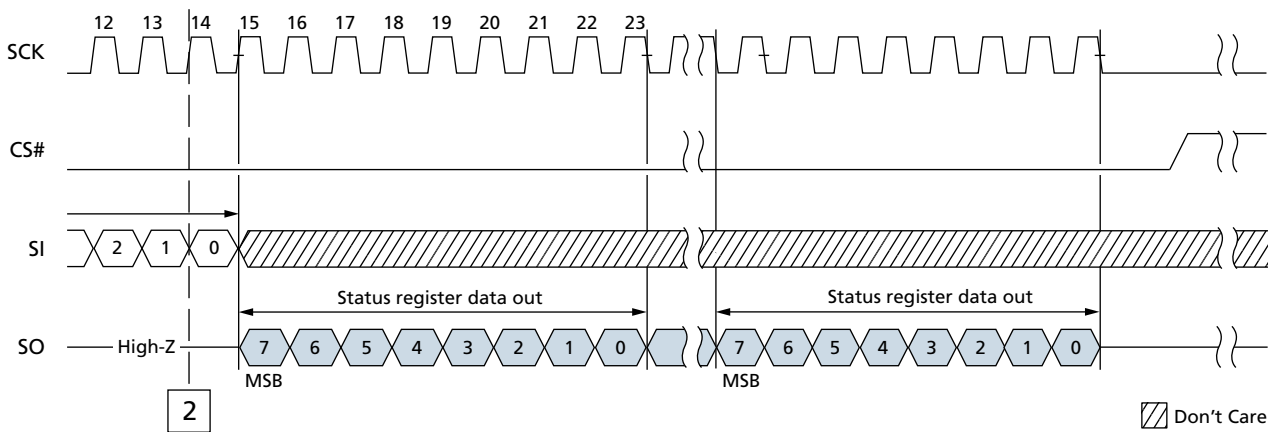 12 13 14 15 16 17 18 19 20 21 22 23
SCK
CS#
SI 2 1 0
Status register data out Status register data out
SO High-Z 7 6 5 4 3 2 1 0 7 6 5 4 3 2 1 0
MSB MSB
2
Don't Care